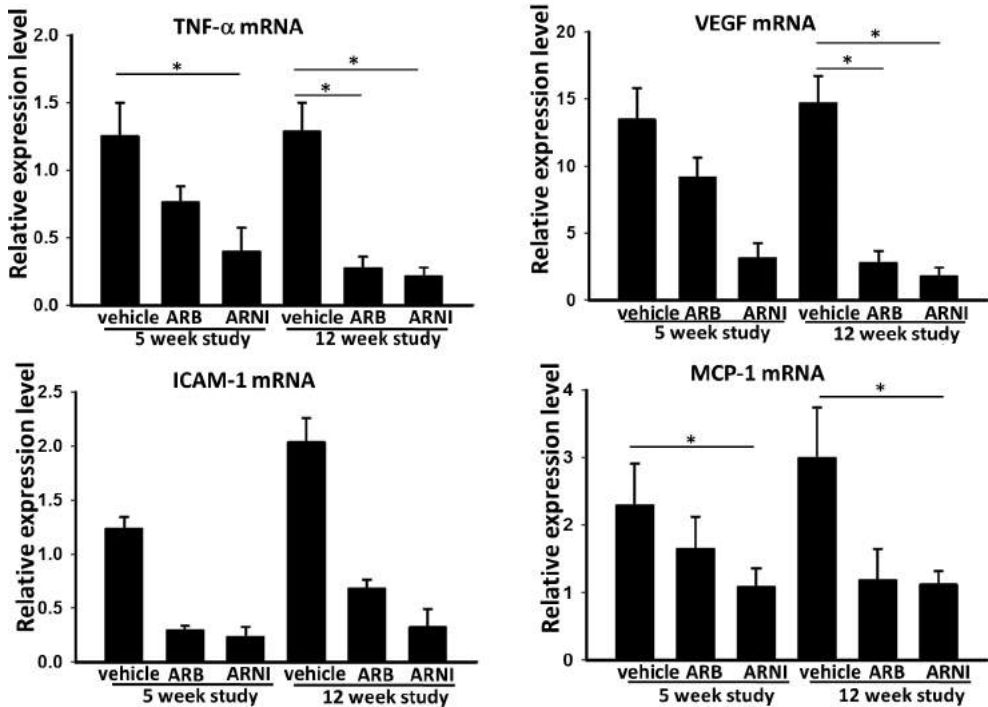 TNF-α mRNA
Relative expression level
2.0
1.5
1.0
0.5
0.0
*
*
*
vehicle ARB ARNI vehicle ARB ARNI
5 week study 12 week study
VEGF mRNA
Relative expression level
20
15
10
5
0
*
*
vehicle ARB ARNI vehicle ARB ARNI
5 week study 12 week study
ICAM-1 mRNA
Relative expression level
2.5
2.0
1.5
1.0
0.5
0.0
vehicle ARB ARNI vehicle ARB ARNI
5 week study 12 week study
MCP-1 mRNA
Relative expression level
4
3
2
1
0
*
*
vehicle ARB ARNI vehicle ARB ARNI
5 week study 12 week study